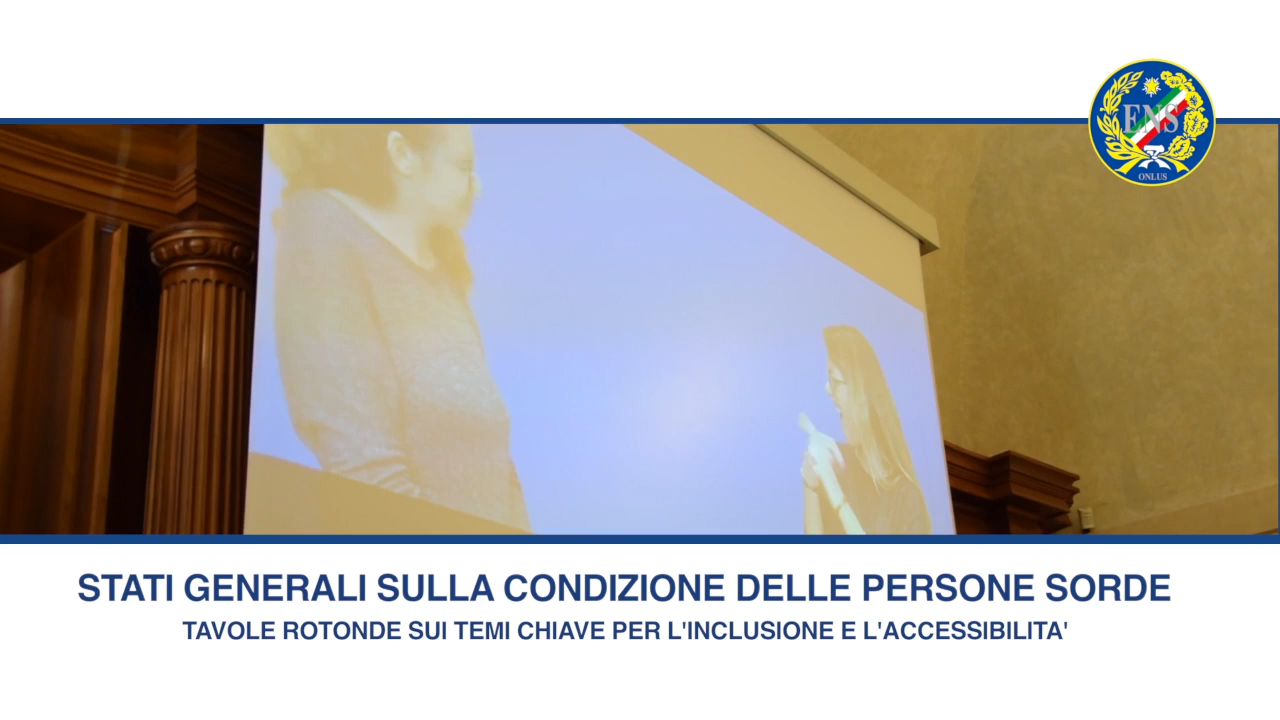 ENS
ONLUS
STATI GENERALI SULLA CONDIZIONE DELLE PERSONE SORDE
TAVOLE ROTONDE SUI TEMI CHIAVE PER L'INCLUSIONE E L'ACCESSIBILITA'